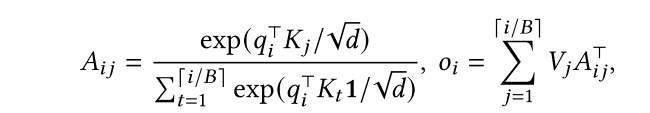 A_{ij} = \frac{\exp(q_i^\top K_j/\sqrt{d})}{\sum_{t=1}^{\lceil i/B \rceil} \exp(q_i^\top K_t \mathbf{1}/\sqrt{d})}, \; o_i = \sum_{j=1}^{\lceil i/B \rceil} V_j A_{ij}^\top,